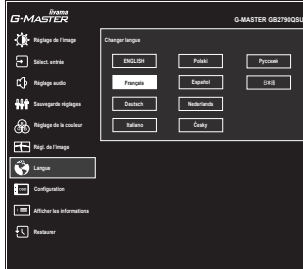 iiyama
G-MASTER
G-MASTER GB2790QSU
Réglage de l'image
Changer langue
Sélect. entrée
ENGLISH
Polski
Русский
Réglage audio
Français
Español
日本語
Sauvegarde réglages
Deutsch
Nederlands
Réglage de la couleur
Italiano
Česky
Régl. de l'image
Langue
OSD
Configuration
Afficher les informations
Restaurer